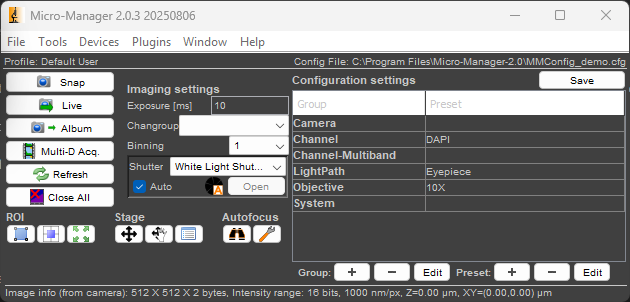 Micro-Manager 2.0.3 20250806
File Tools Devices Plugins Window Help
Profile: Default User Config File: C:\Program Files\Micro-Manager-2.0\MMConfig_demo.cfg
Snap
Live
Album
Multi-D Acq.
Refresh
Close All
Imaging settings
Exposure [ms] 10
Changroup
Binning 1
Shutter White Light Shut...
Auto A Open
Configuration settings Save
Group Preset
Camera
Channel DAPI
Channel-Multiband
LightPath Eyepiece
Objective 10X
System
ROI Stage Autofocus
Group: + − Edit Preset: + − Edit
Image info (from camera): 512 X 512 X 2 bytes, Intensity range: 16 bits, 1000 nm/px, Z=0.00 μm, XY=(0.00,0.00) μm